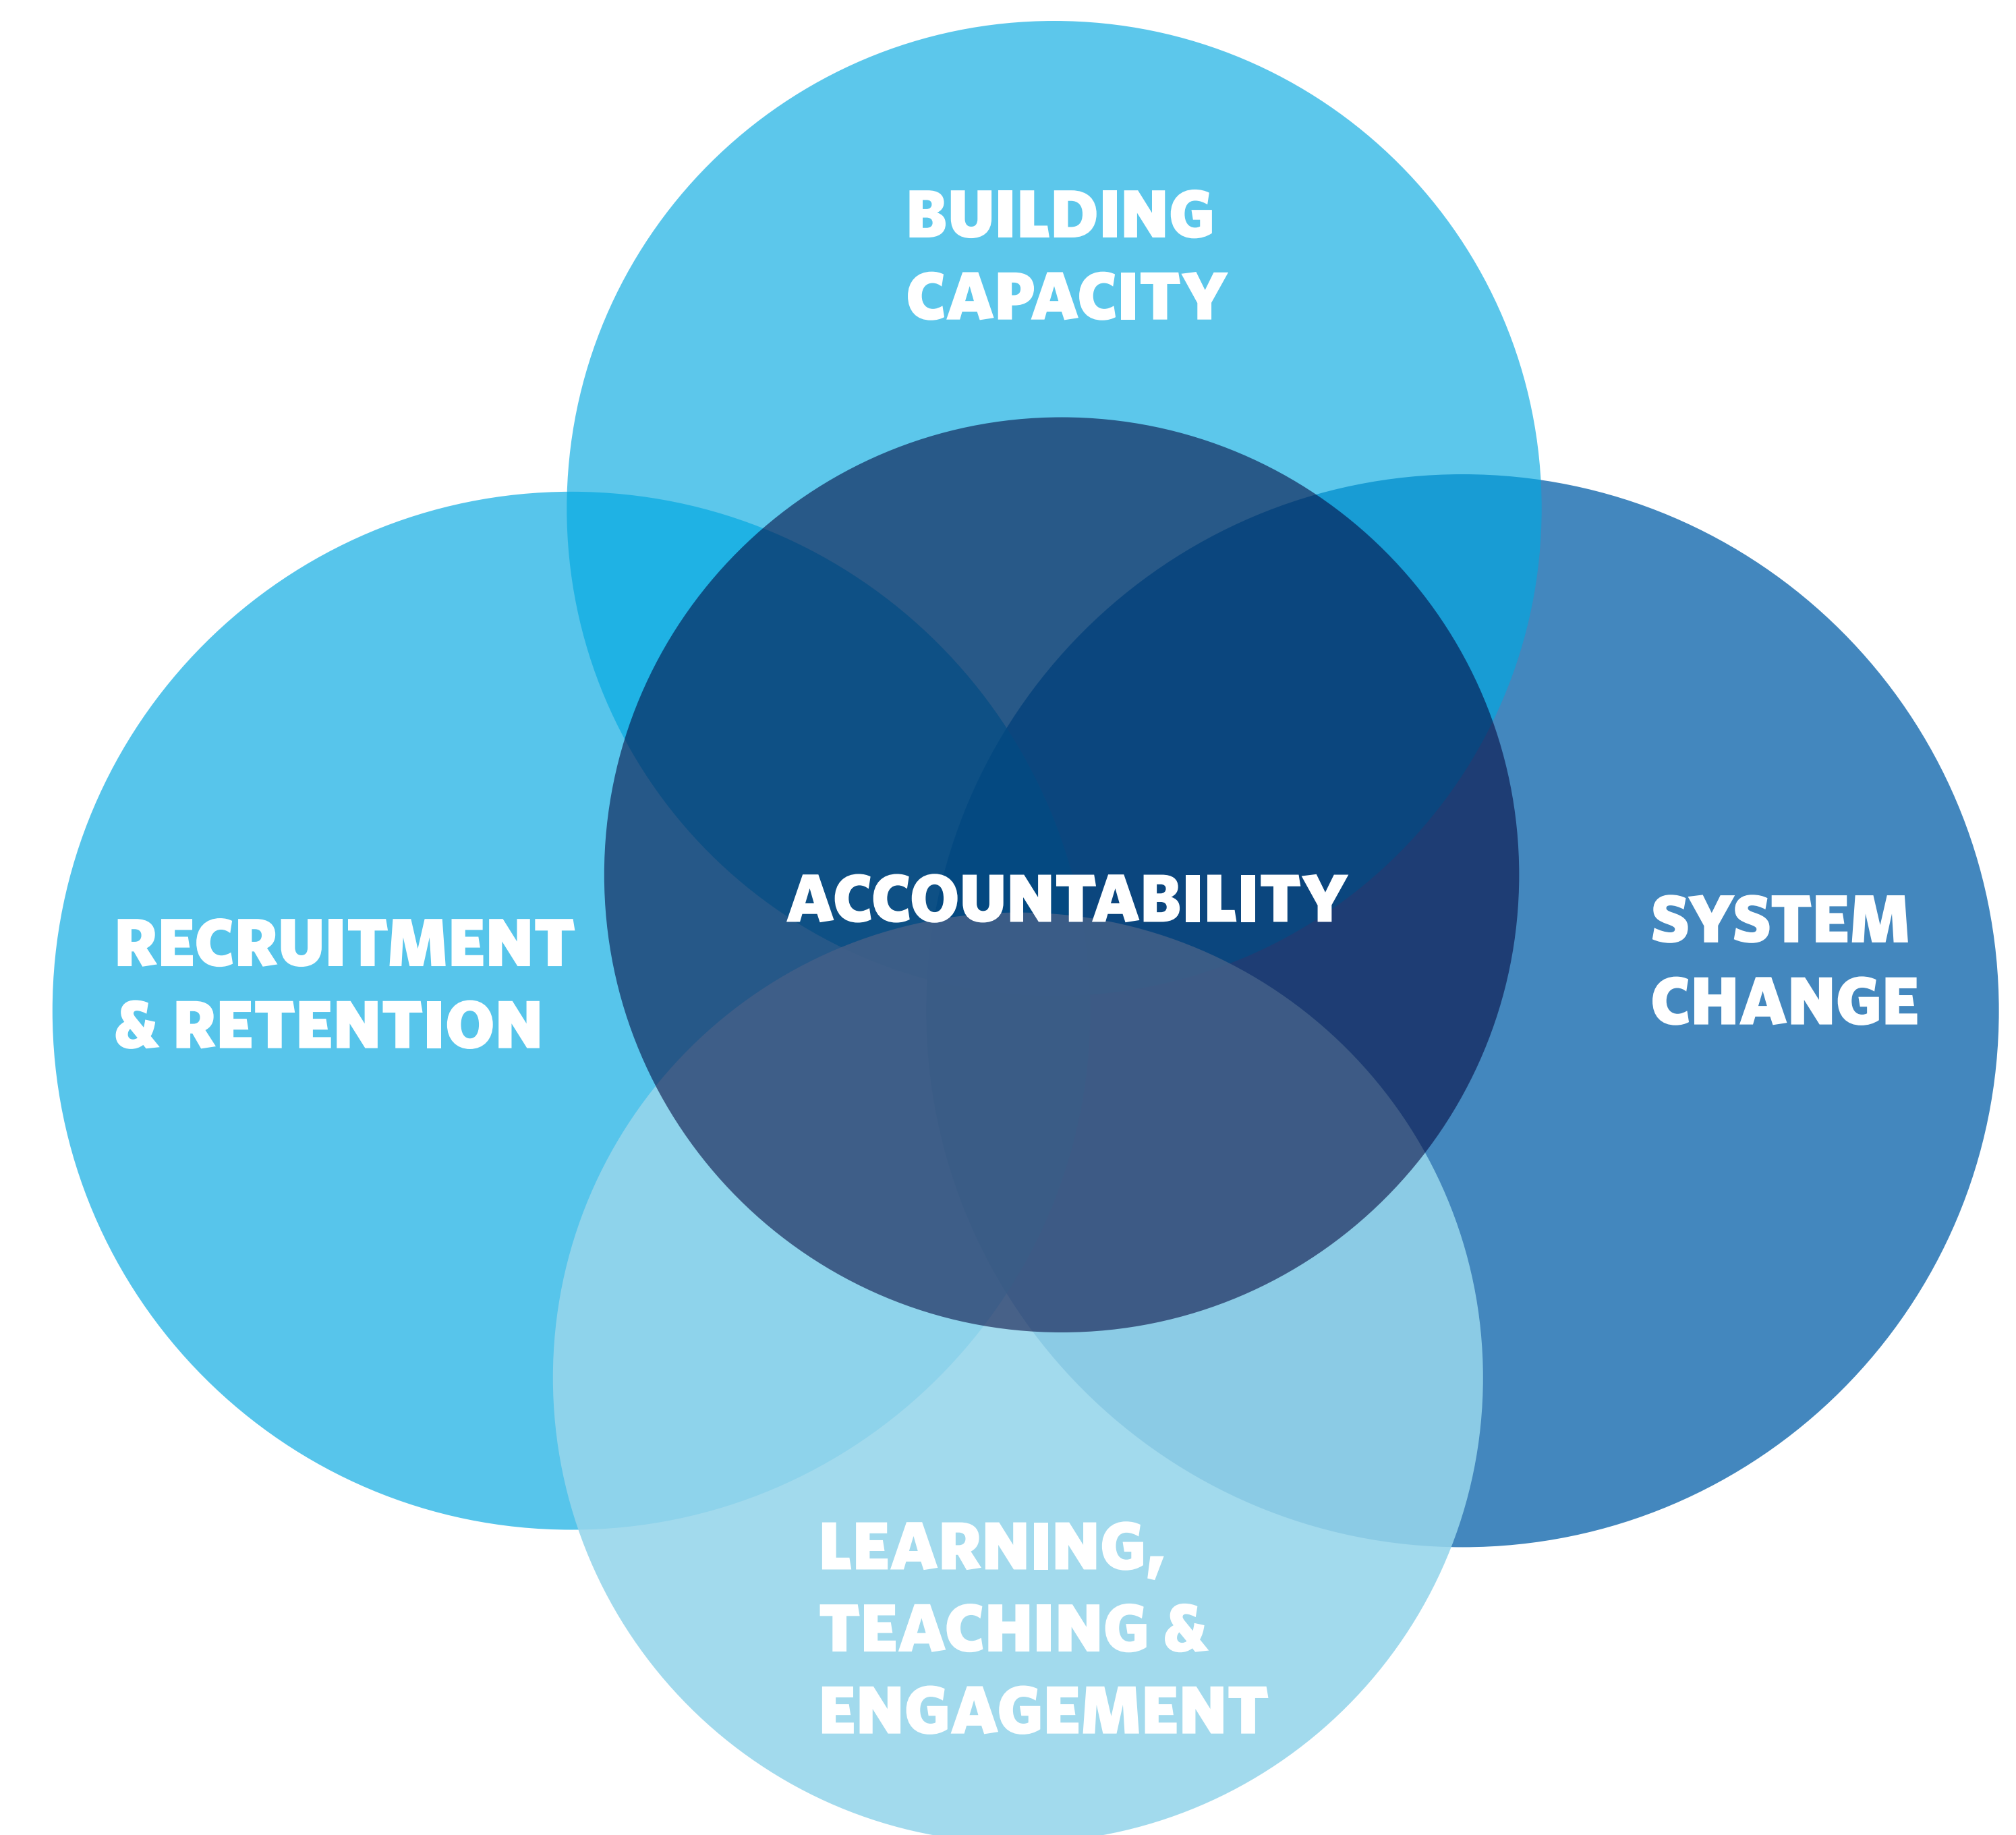 BUILDING
CAPACITY
ACCOUNTABILITY
RECRUITMENT
& RETENTION
SYSTEM
CHANGE
LEARNING,
TEACHING &
ENGAGEMENT